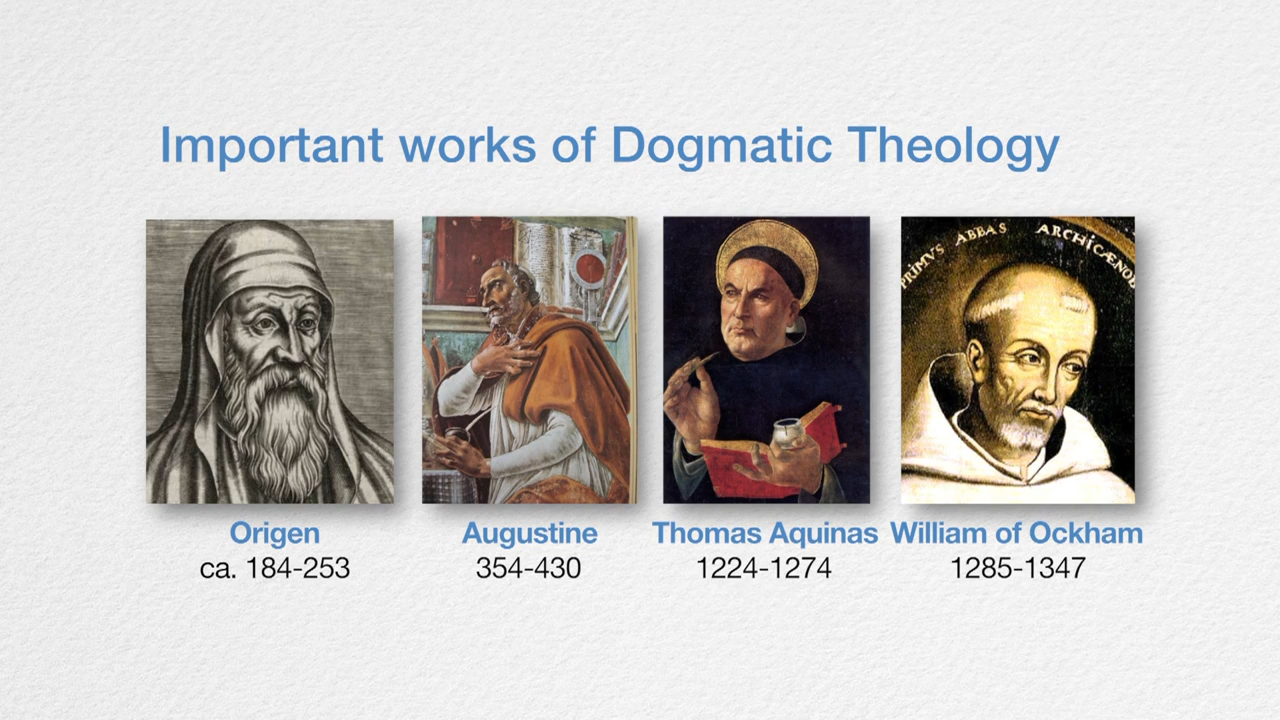 Important works of Dogmatic Theology
PRIMVS ABBAS ARCHICÆNOB
Origen
ca. 184-253
Augustine
354-430
Thomas Aquinas
1224-1274
William of Ockham
1285-1347